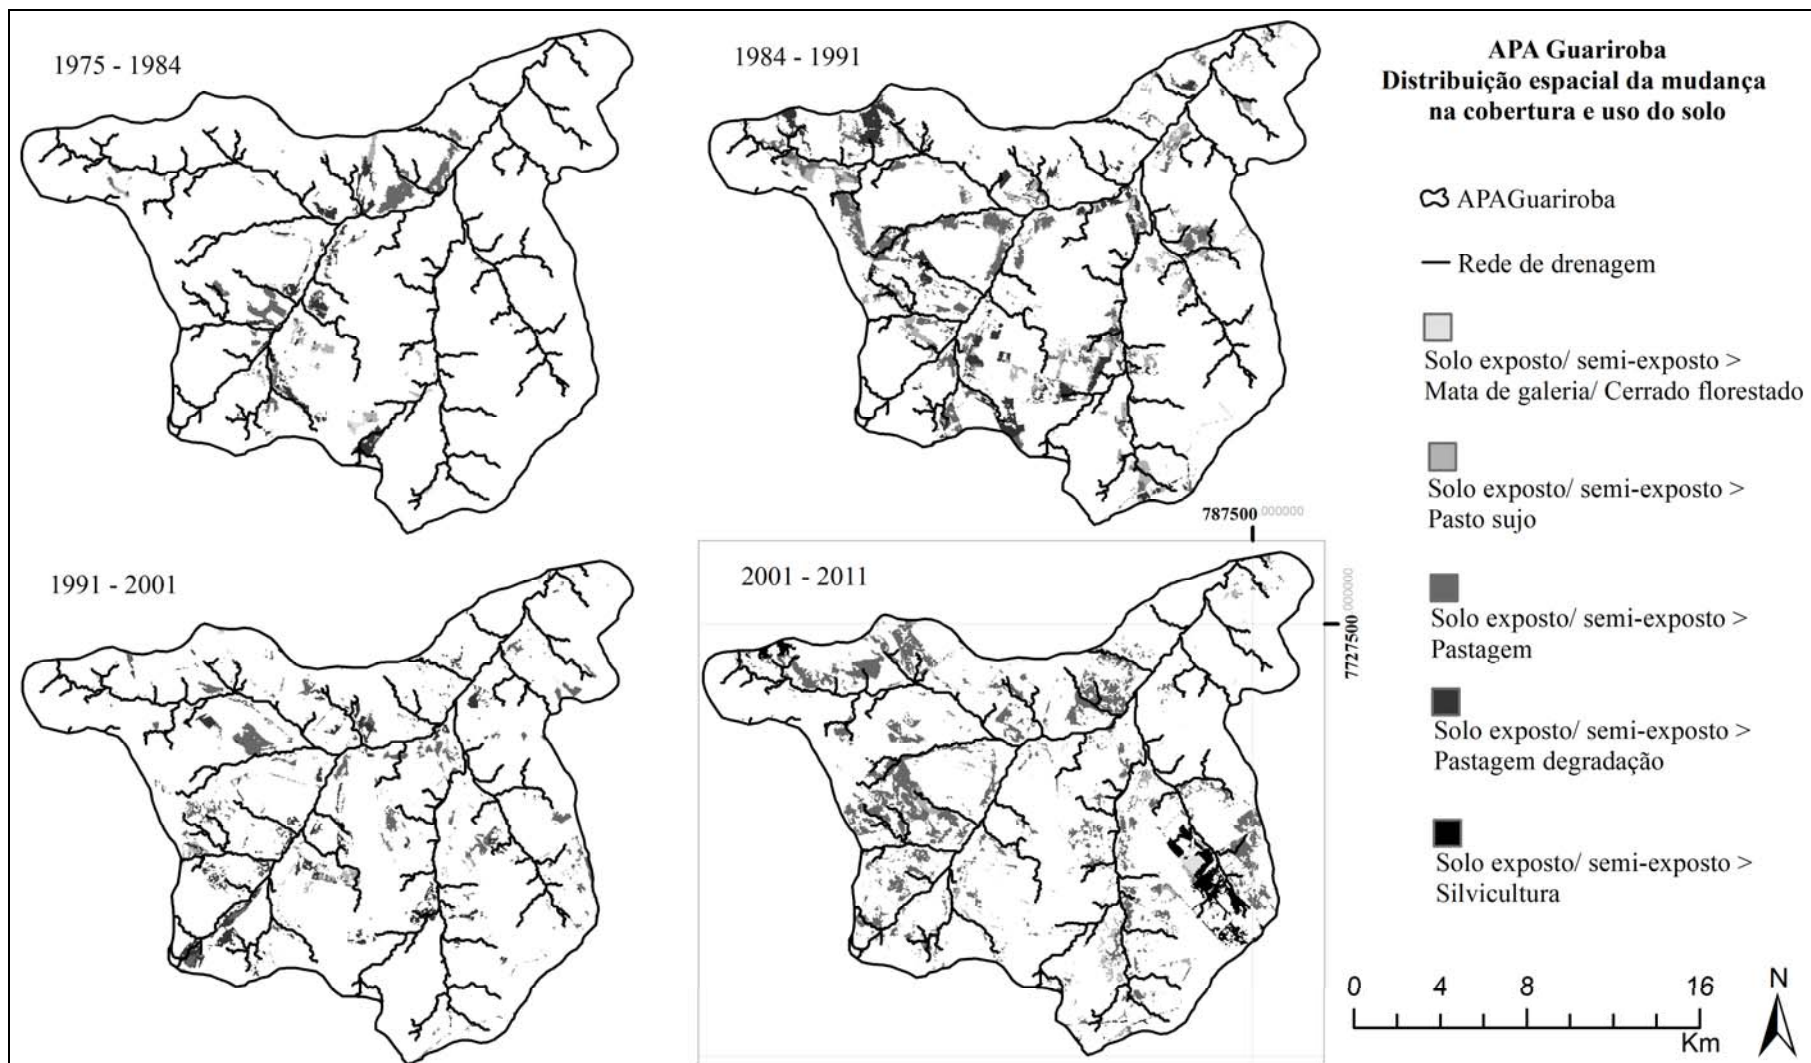 1975 - 1984
1984 - 1991
1991 - 2001
2001 - 2011
787500.000000
7727500.000000
APA Guariroba
Distribuição espacial da mudança
na cobertura e uso do solo
APAGuariroba
Rede de drenagem
Solo exposto/ semi-exposto >
Mata de galeria/ Cerrado florestado
Solo exposto/ semi-exposto >
Pasto sujo
Solo exposto/ semi-exposto >
Pastagem
Solo exposto/ semi-exposto >
Pastagem degradação
Solo exposto/ semi-exposto >
Silvicultura
0 4 8 16
Km
N